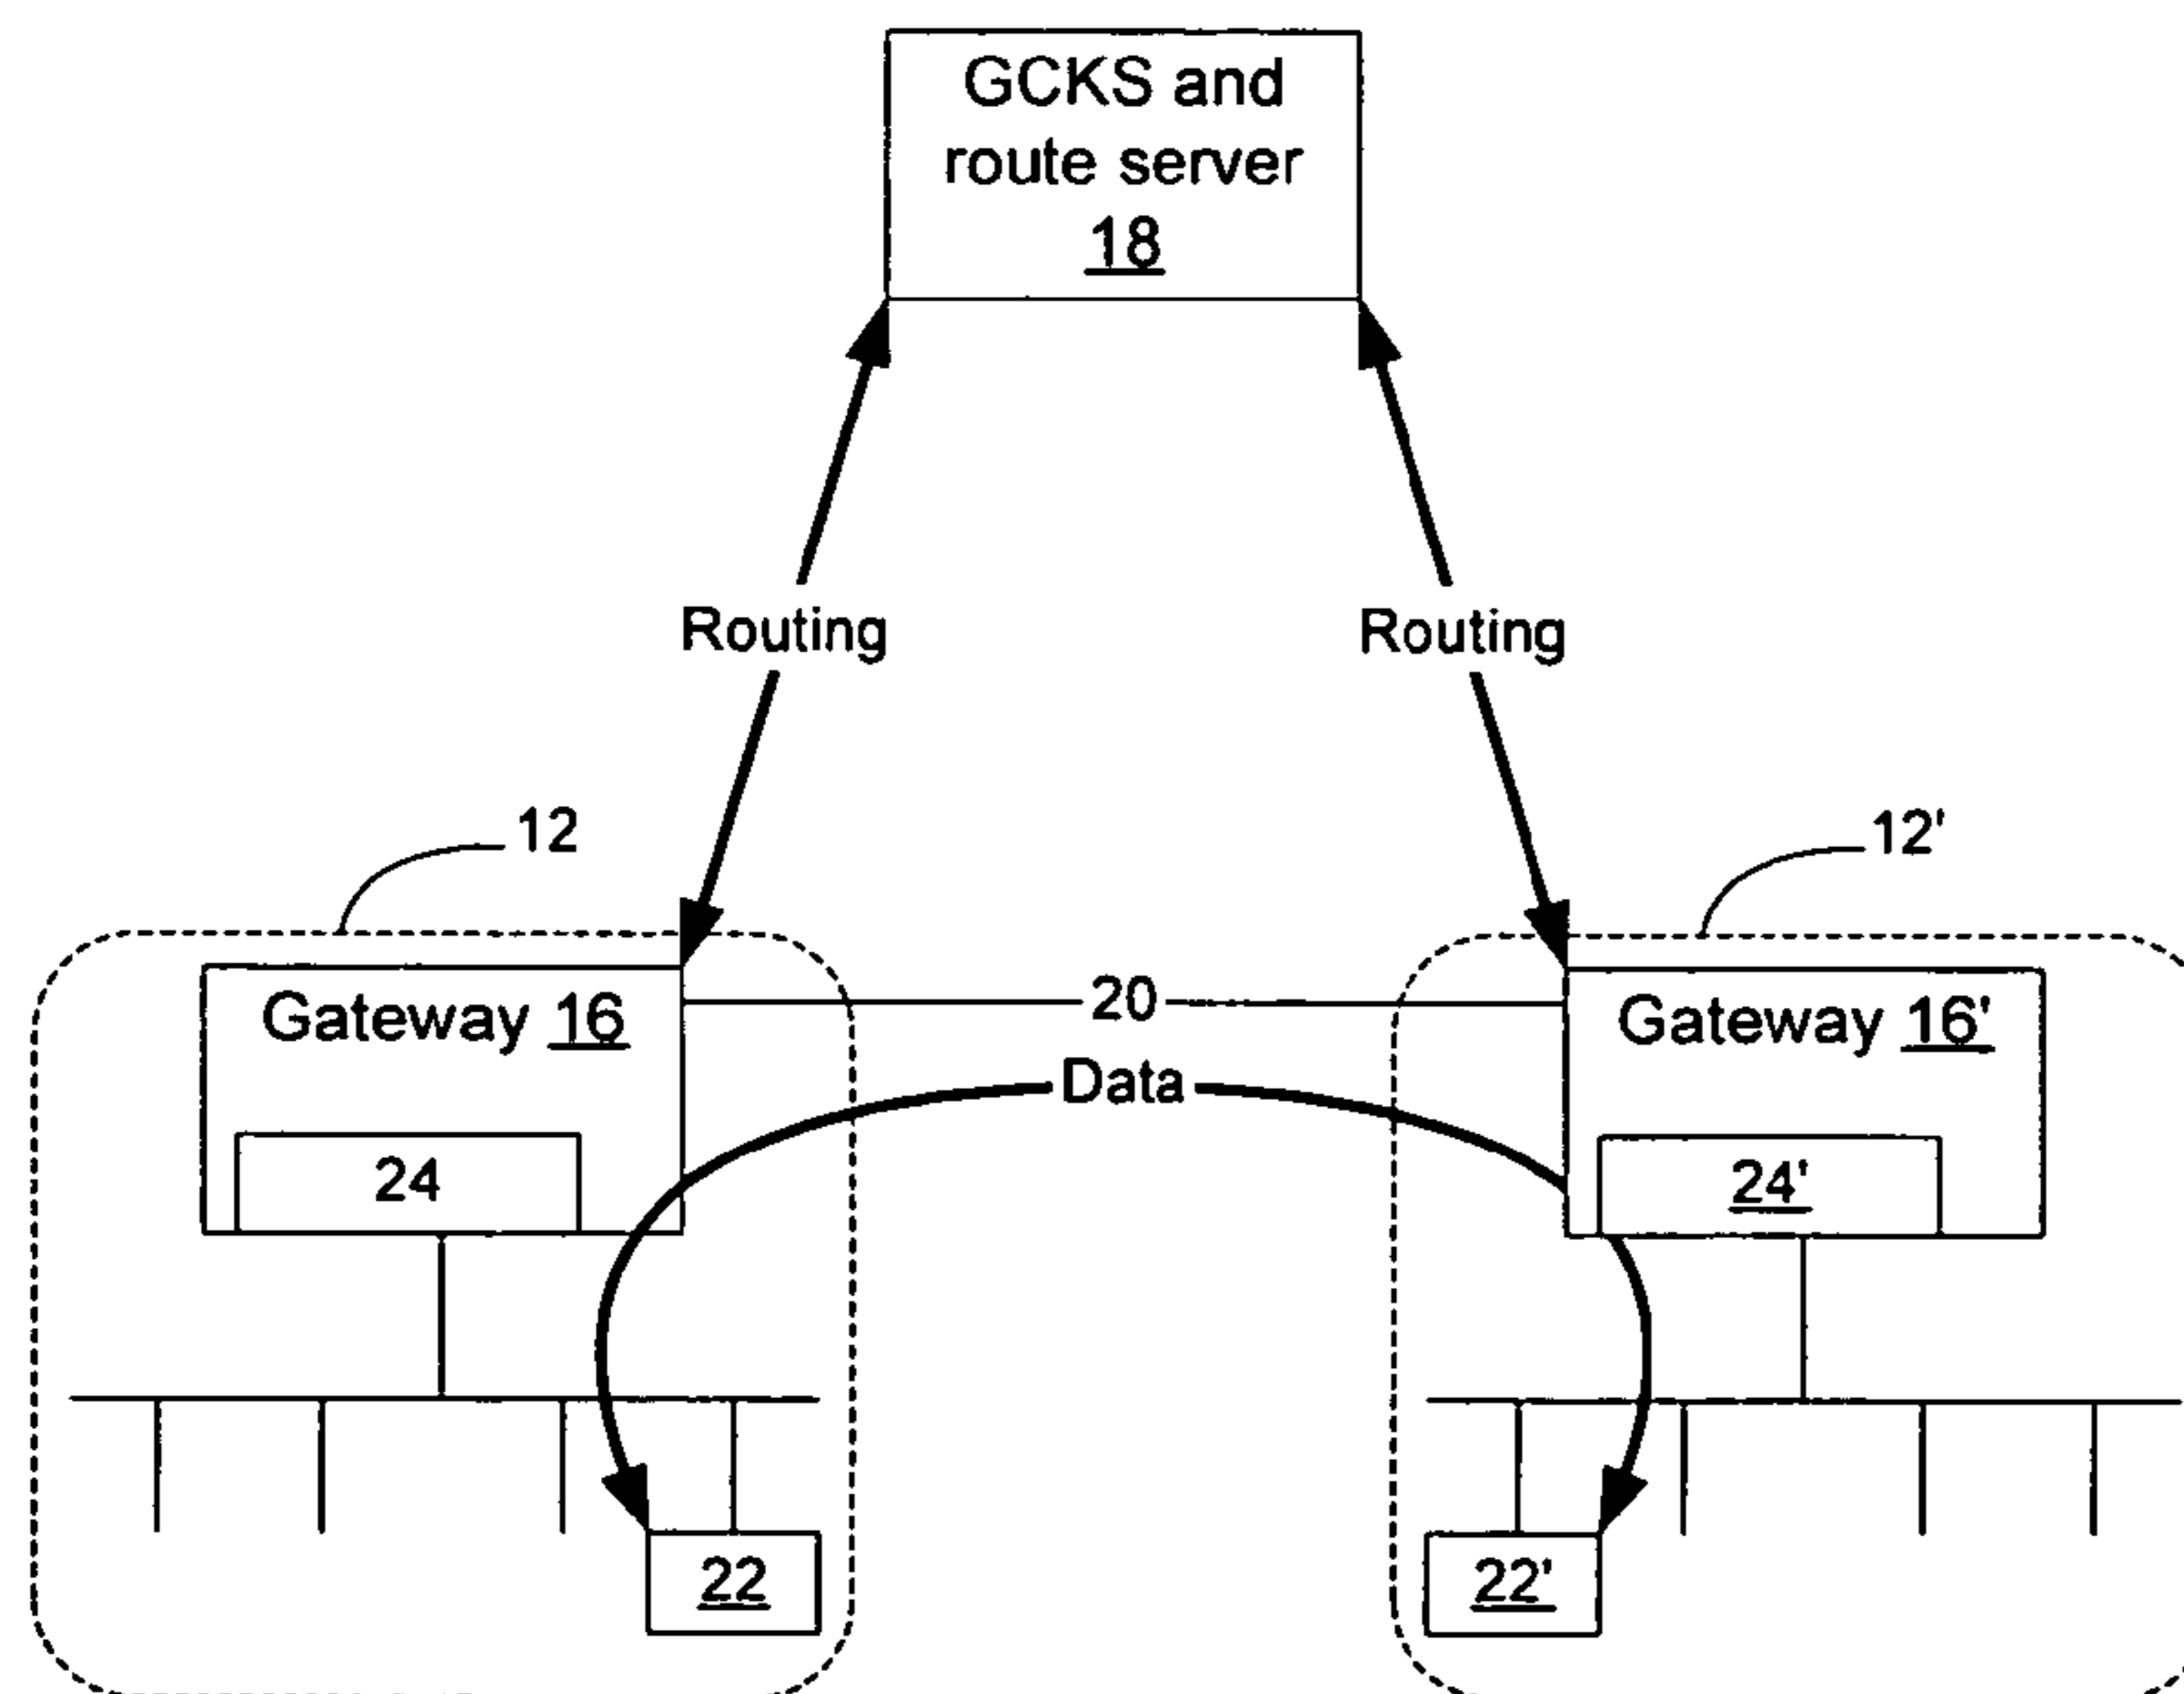 GCKS and
route server
18
Routing
Routing
12
12'
Gateway 16
20
Gateway 16'
Data
24
24'
22
22'